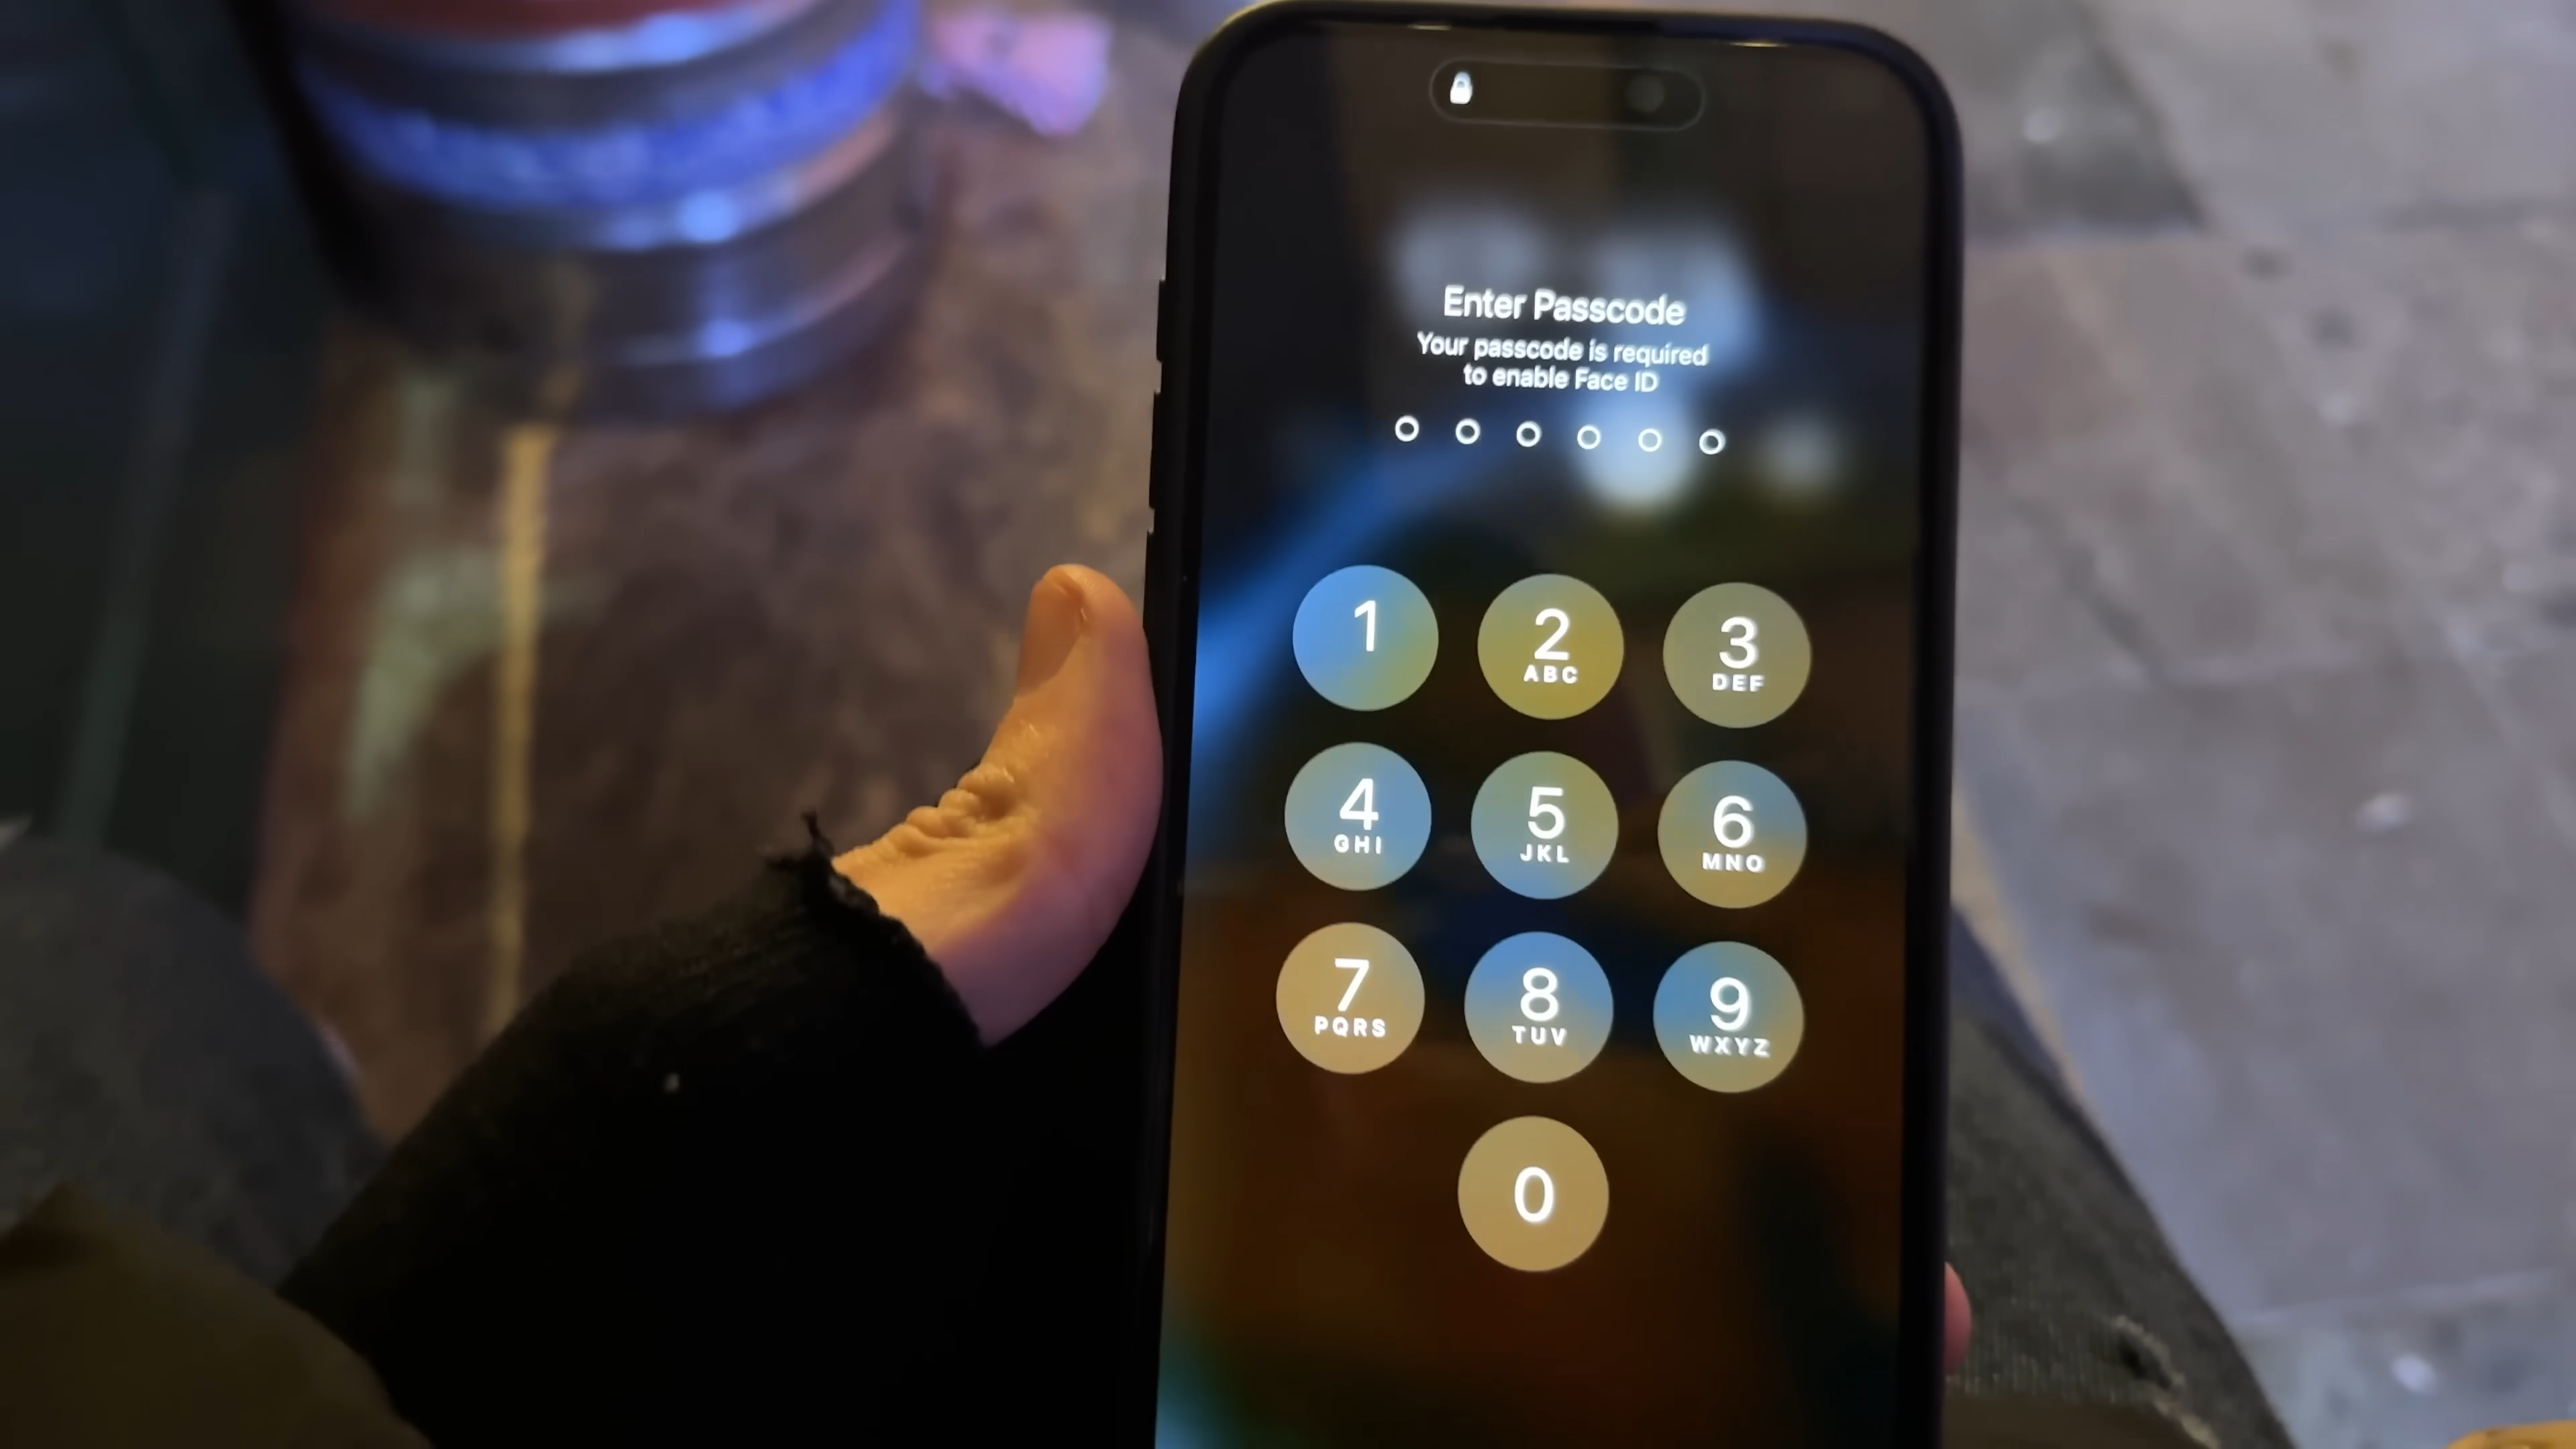 Enter Passcode
Your passcode is required
to enable Face ID
1 2 3
ABC DEF
4 5 6
GHI JKL MNO
7 8 9
PQRS TUV WXYZ
0